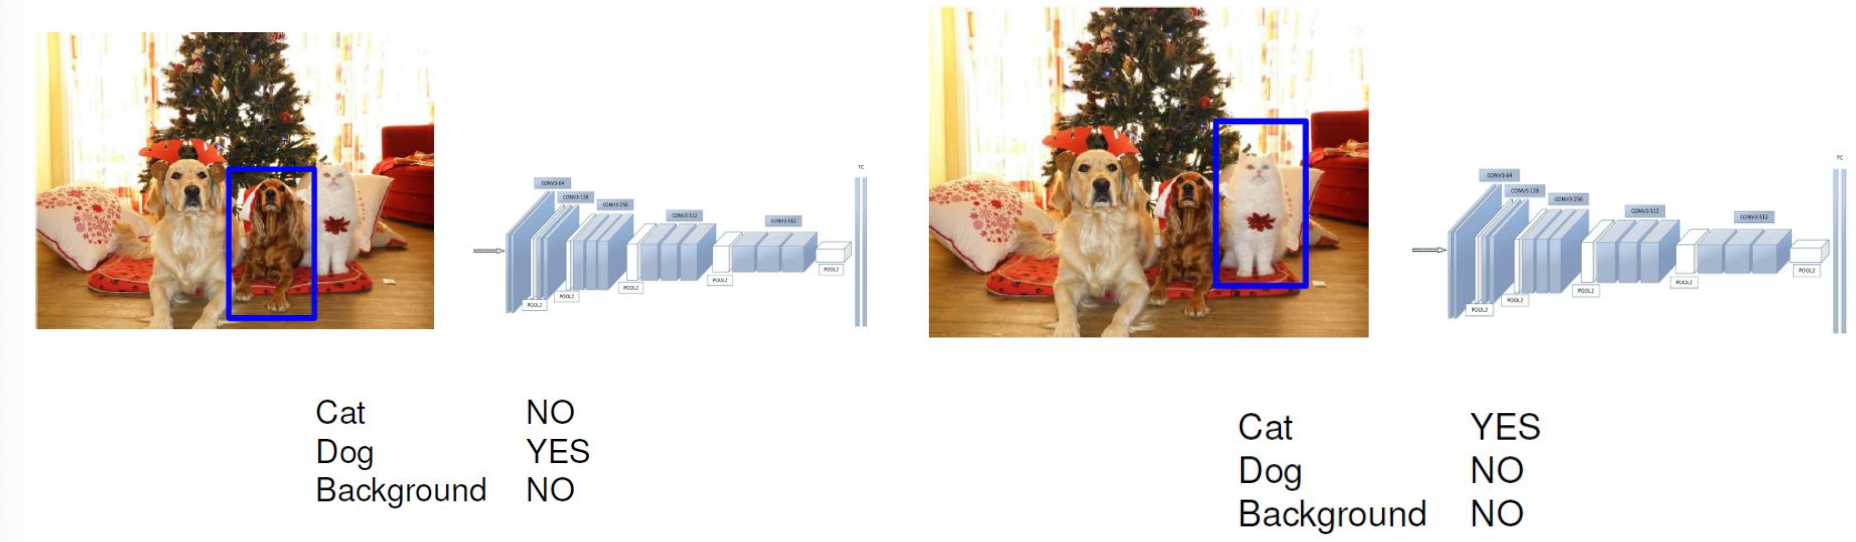 FC
CONV3-64
CONV3-128
CONV3-256
CONV3-512
CONV3-512
POOL2
POOL2
POOL2
POOL2
POOL2
Cat NO
Dog YES
Background NO
FC
CONV3-64
CONV3-128
CONV3-256
CONV3-512
CONV3-512
POOL2
POOL2
POOL2
POOL2
POOL2
Cat YES
Dog NO
Background NO